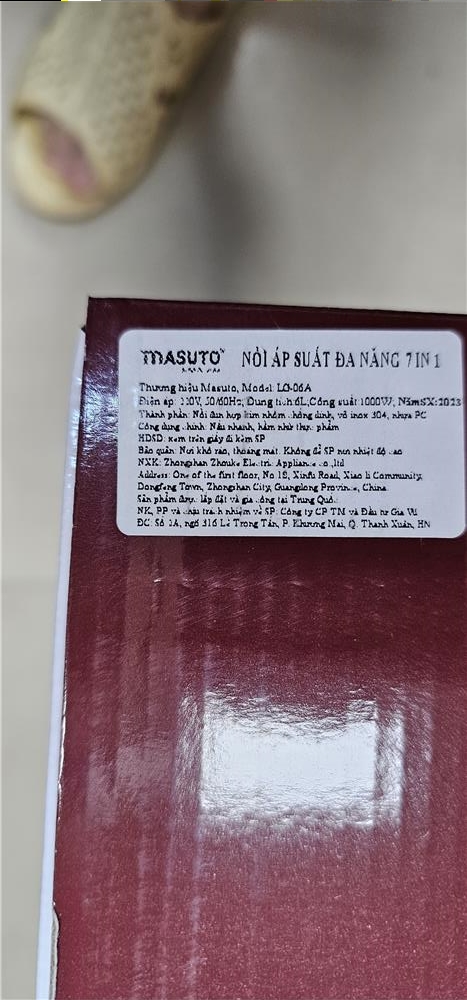 MASUTO NỒI ÁP SUẤT ĐA NĂNG 7 IN 1
Thương hiệu Masuto, Model LO-06A
Điện áp: 220V, 50/60Hz, Dung tích:6L,Công suất:1000W, Năm SX:2023
Thành phần: Nồi đun hợp kim nhôm chống dính, vỏ inox 304, nhựa PC
Công dụng chính: Nấu nhanh, hầm nhừ thực phẩm
HDSD: xem trên giấy đi kèm SP
Bảo quản: Nơi khô ráo, thoáng mát. Không để SP nơi nhiệt độ cao
NXK: Zhongshan Zhouke Electric Appliance co.,ltd
Address: One of the first floor, No 18, Xinfu Road, Xiao li Community,
Dongfeng Town, Zhongshan City, Guangdong Province, China
Sản phẩm được lắp đặt và gia công tại Trung Quốc
NK, PP và chịu trách nhiệm về SP: Công ty CP TM và Đầu tư Gia Vũ
ĐC: Số 1A, ngõ 316 Lê Trọng Tấn, P. Khương Mai, Q. Thanh Xuân, HN